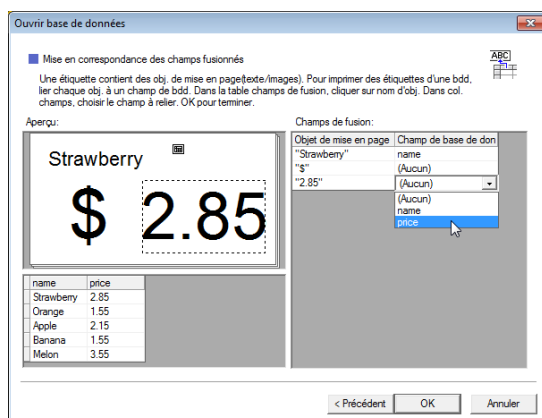 Ouvrir base de données
Mise en correspondance des champs fusionnés
ABC
Une étiquette contient des obj. de mise en page(texte/images). Pour imprimer des étiquettes d'une bdd,
lier chaque obj. à un champ de bdd. Dans la table champs de fusion, cliquer sur nom d'obj. Dans col.
champs, choisir le champ à relier. OK pour terminer.
Aperçu:
Strawberry
$ 2.85
name price
Strawberry 2.85
Orange 1.55
Apple 2.15
Banana 1.55
Melon 3.55
Champs de fusion:
Objet de mise en page Champ de base de don
"Strawberry" name
"$" (Aucun)
"2.85" (Aucun)
(Aucun)
name
price
< Précédent OK Annuler